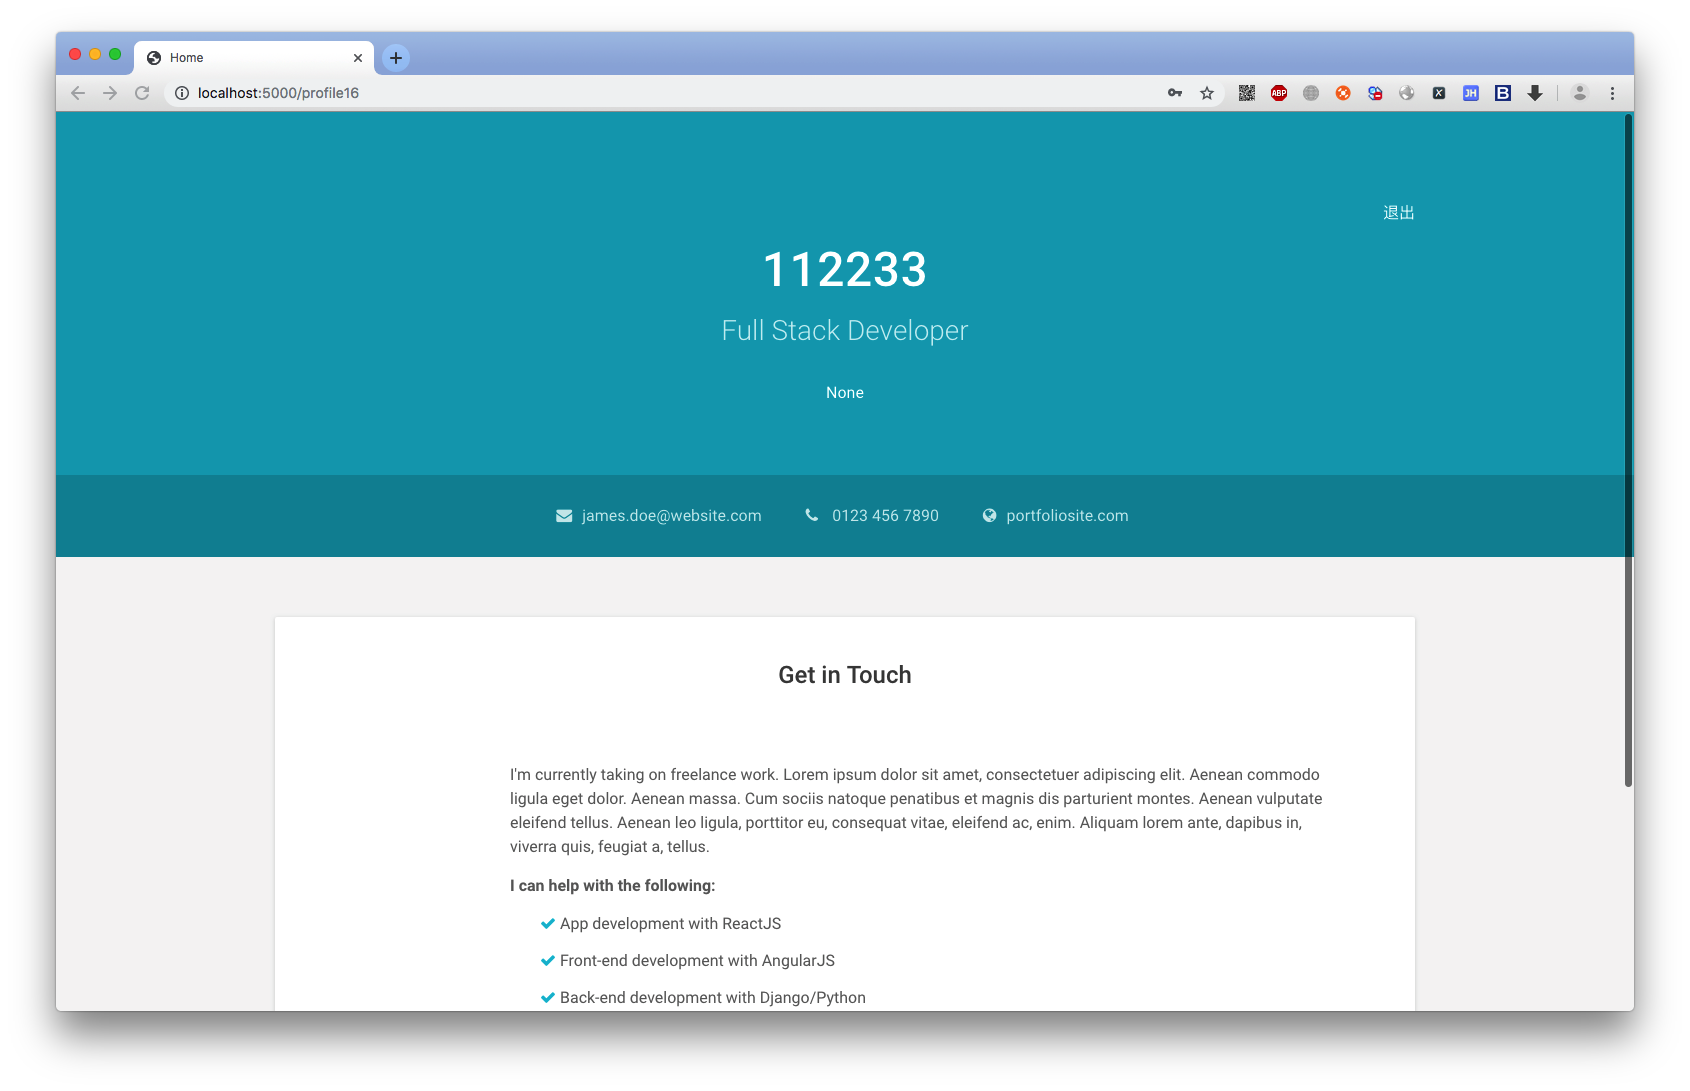 Home
localhost:5000/profile16
ABP
JH
B
退出
112233
Full Stack Developer
None
james.doe@website.com
0123 456 7890
portfoliosite.com
Get in Touch
I'm currently taking on freelance work. Lorem ipsum dolor sit amet, consectetuer adipiscing elit. Aenean commodo
ligula eget dolor. Aenean massa. Cum sociis natoque penatibus et magnis dis parturient montes. Aenean vulputate
eleifend tellus. Aenean leo ligula, porttitor eu, consequat vitae, eleifend ac, enim. Aliquam lorem ante, dapibus in,
viverra quis, feugiat a, tellus.
I can help with the following:
App development with ReactJS
Front-end development with AngularJS
Back-end development with Django/Python